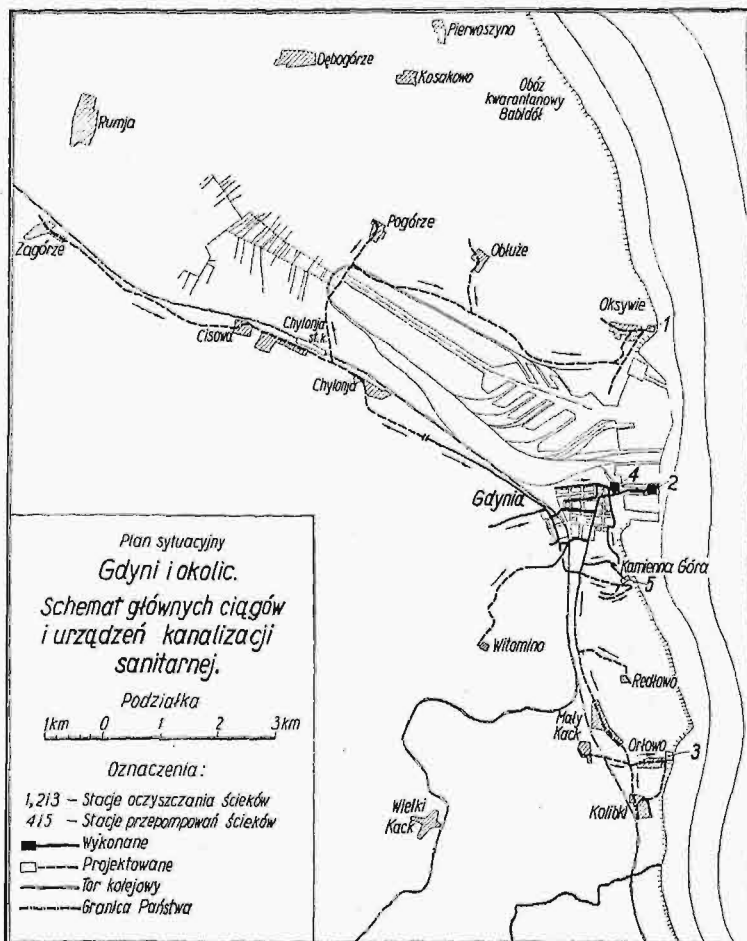 Pierwoszyno
Dębogórze
Kosakowo
Obóz
kwarantanowy
Babidół
Rumja
Pogórze
Obłuże
Zagórze
Oksywie
1
Cisowa
Chylonja
st. k.
Chylonja
4
2
Gdynia
Kamienna Góra
5
Witomino
Redłowo
Mały
Kack
Orłowo
3
Kolibki
Wielki
Kack
Plan sytuacyjny
Gdyni i okolic.
Schemat głównych ciągów
i urządzeń kanalizacji
sanitarnej.
Podziałka
1km 0 1 2 3 km
Oznaczenia:
1,2i3 – Stacje oczyszczania ścieków
4i5 – Stacje przepompowań ścieków
Wykonane
Projektowane
Tor kolejowy
Granica Państwa